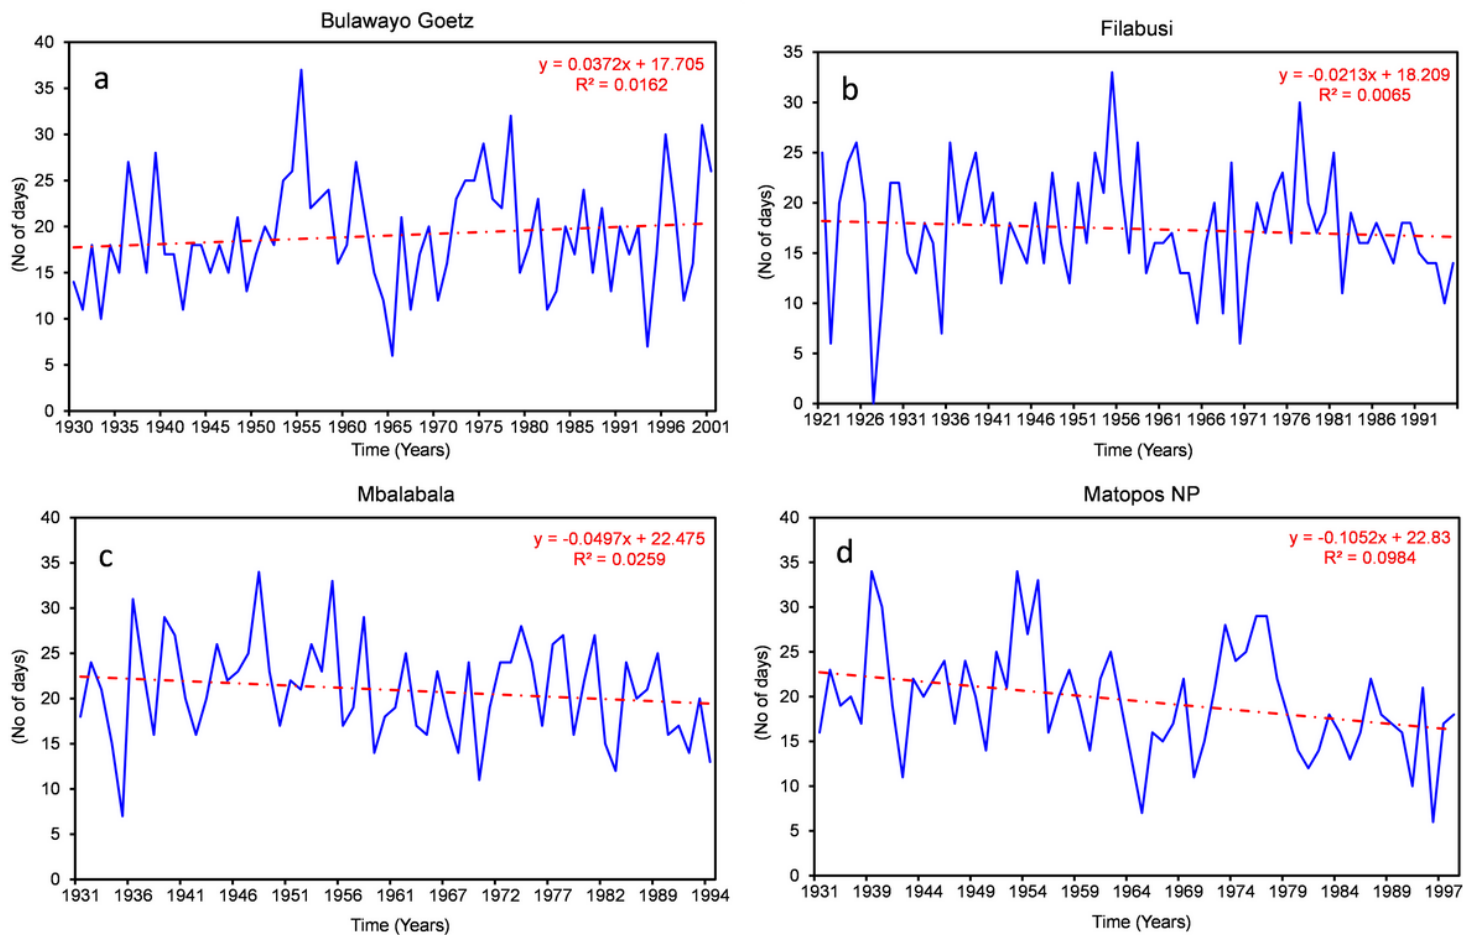 Bulawayo Goetz
a
y = 0.0372x + 17.705
R² = 0.0162
(No of days)
40
35
30
25
20
15
10
5
0
1930 1935 1940 1945 1950 1955 1960 1965 1970 1975 1980 1985 1991 1996 2001
Time (Years)
Filabusi
b
y = -0.0213x + 18.209
R² = 0.0065
(No of days)
35
30
25
20
15
10
5
0
1921 1926 1931 1936 1941 1946 1951 1956 1961 1966 1971 1976 1981 1986 1991
Time (Years)
Mbalabala
c
y = -0.0497x + 22.475
R² = 0.0259
(No of days)
40
35
30
25
20
15
10
5
0
1931 1936 1941 1946 1951 1956 1961 1967 1972 1977 1982 1989 1994
Time (Years)
Matopos NP
d
y = -0.1052x + 22.83
R² = 0.0984
(No of days)
40
35
30
25
20
15
10
5
0
1931 1939 1944 1949 1954 1959 1964 1969 1974 1979 1984 1989 1997
Time (Years)